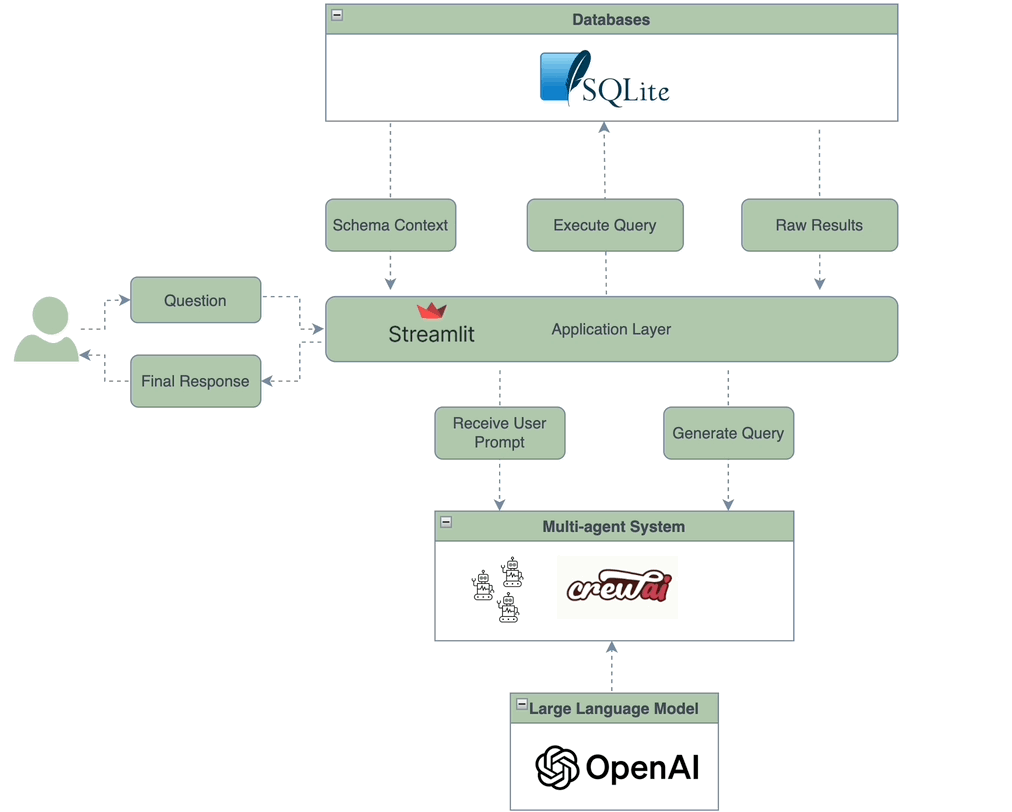 Databases
SQLite
Schema Context
Execute Query
Raw Results
Question
Streamlit
Application Layer
Final Response
Receive User
Prompt
Generate Query
Multi-agent System
crewai
Large Language Model
OpenAI